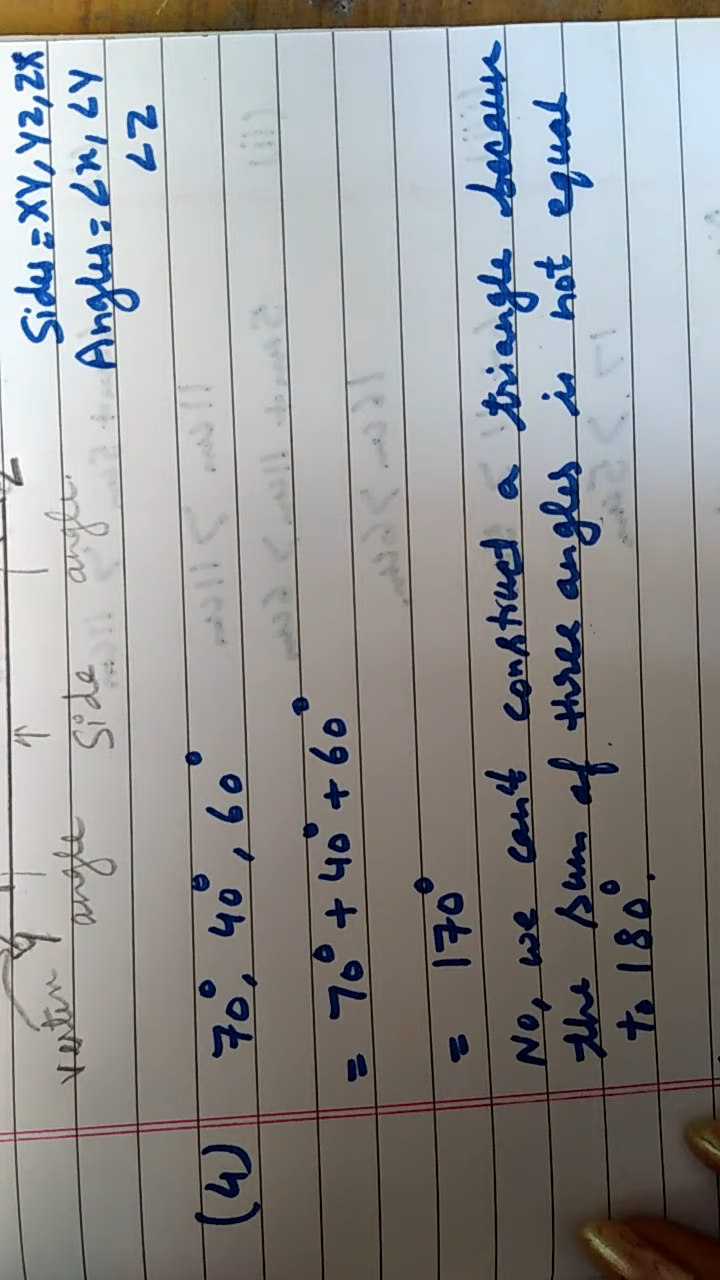 Sides = XY, YZ, ZX
Angles = ∠x, ∠Y
∠Z
vertex
angle
side
angle
(4) 70°, 40°, 60°
= 70° + 40° + 60°
= 170°
No, we can't construct a triangle because
the sum of three angles is not equal
to 180°.